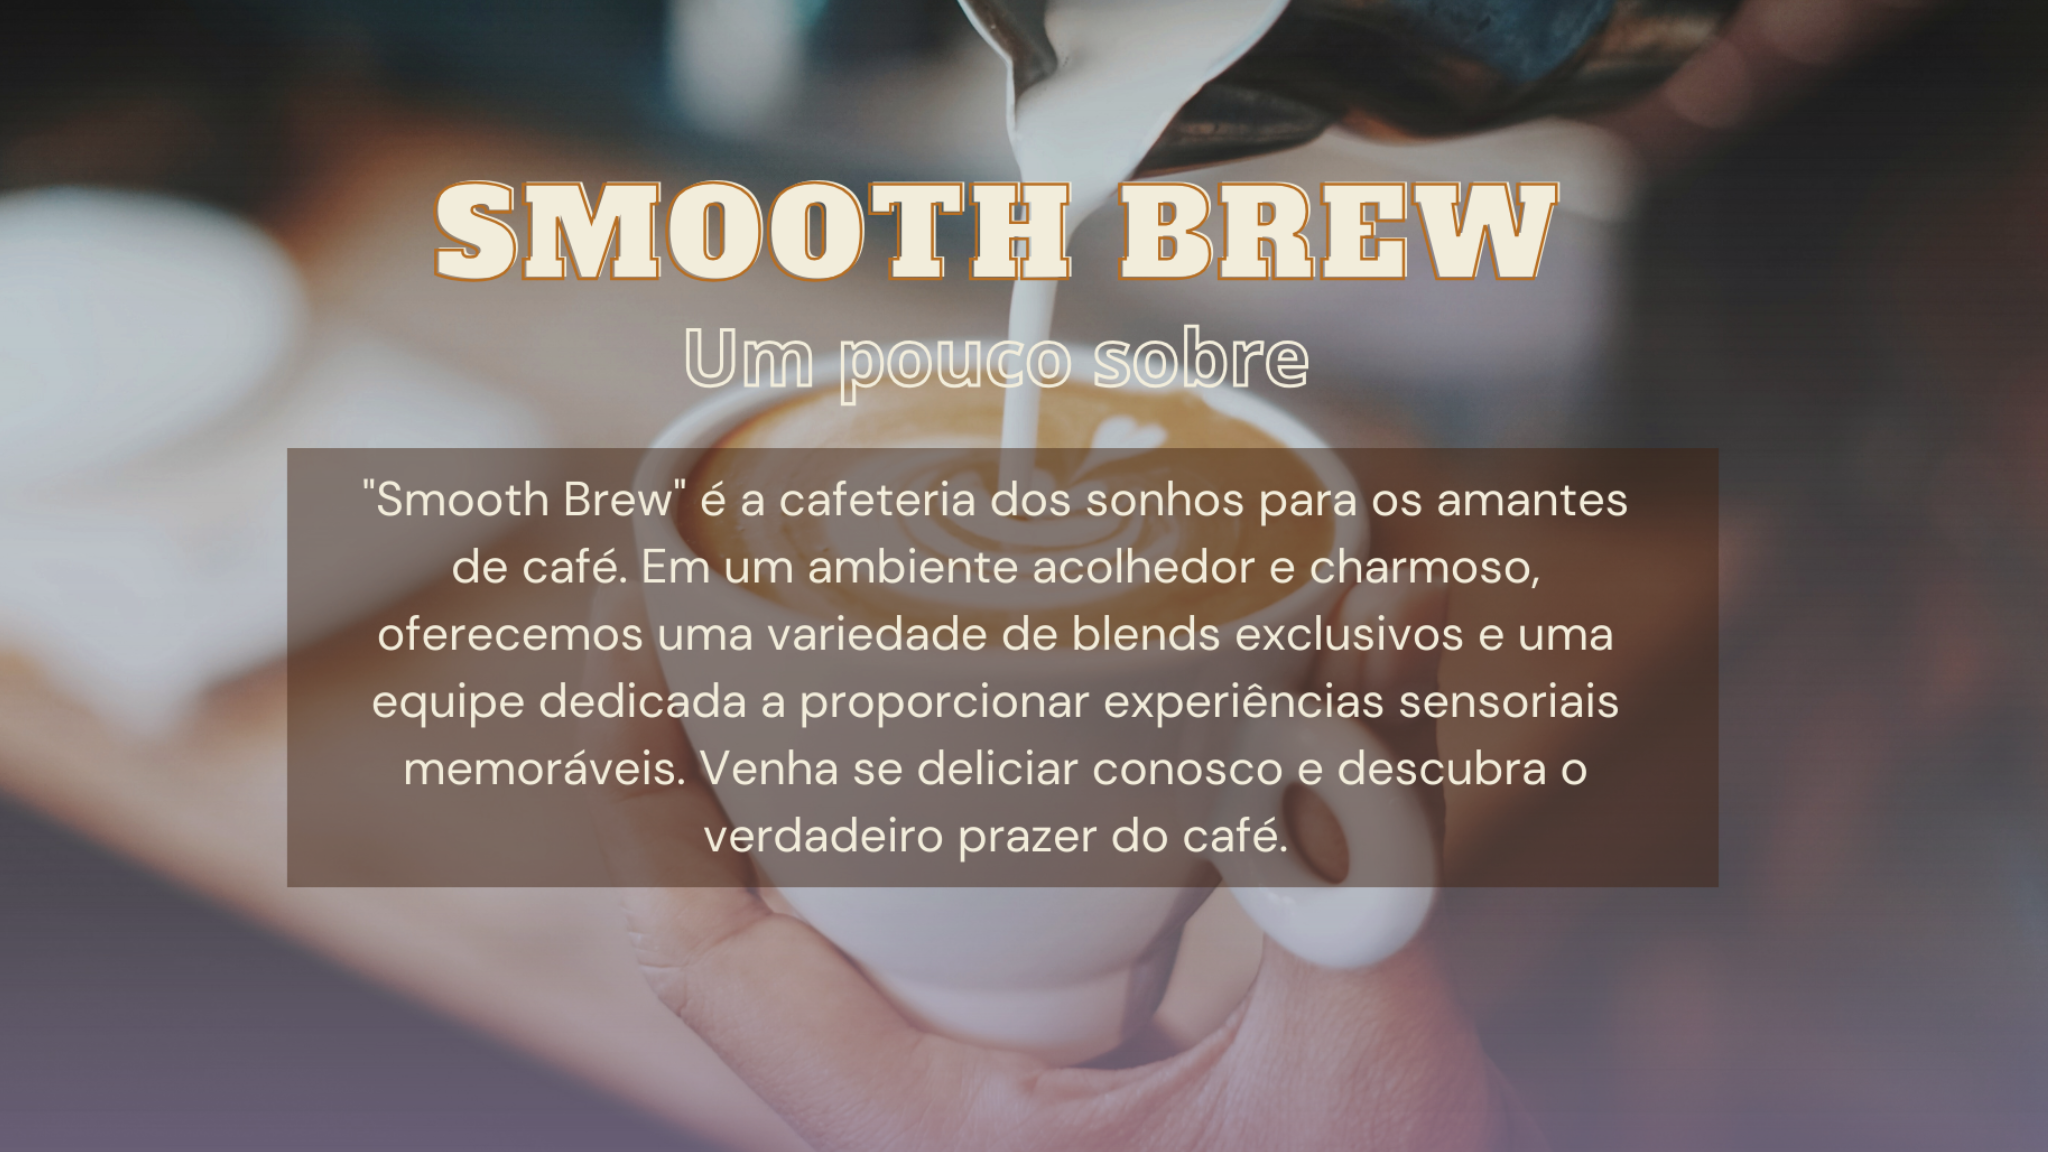 SMOOTH BREW
Um pouco sobre
"Smooth Brew" é a cafeteria dos sonhos para os amantes
de café. Em um ambiente acolhedor e charmoso,
oferecemos uma variedade de blends exclusivos e uma
equipe dedicada a proporcionar experiências sensoriais
memoráveis. Venha se deliciar conosco e descubra o
verdadeiro prazer do café.